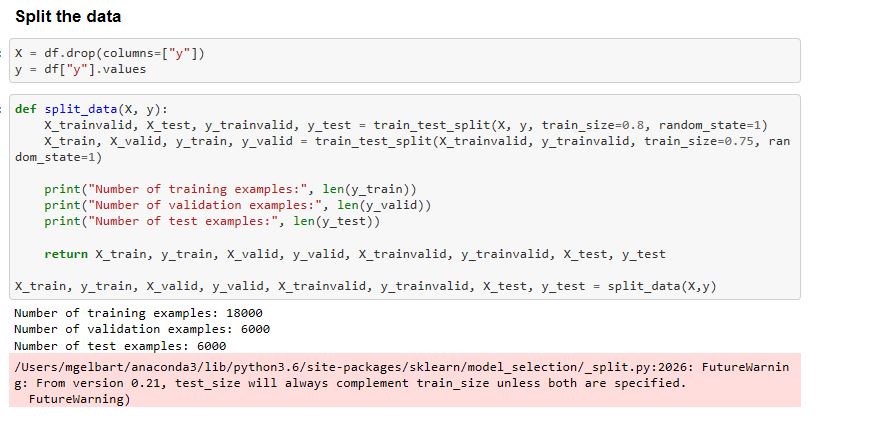 Split the data
X = df.drop(columns=["y"])
y = df["y"].values
def split_data(X, y):
    X_trainvalid, X_test, y_trainvalid, y_test = train_test_split(X, y, train_size=0.8, random_state=1)
    X_train, X_valid, y_train, y_valid = train_test_split(X_trainvalid, y_trainvalid, train_size=0.75, ran
dom_state=1)
    print("Number of training examples:", len(y_train))
    print("Number of validation examples:", len(y_valid))
    print("Number of test examples:", len(y_test))
    return X_train, y_train, X_valid, y_valid, X_trainvalid, y_trainvalid, X_test, y_test
X_train, y_train, X_valid, y_valid, X_trainvalid, y_trainvalid, X_test, y_test = split_data(X,y)
Number of training examples: 18000
Number of validation examples: 6000
Number of test examples: 6000
/Users/mgelbart/anaconda3/lib/python3.6/site-packages/sklearn/model_selection/_split.py:2026: FutureWarnin
g: From version 0.21, test_size will always complement train_size unless both are specified.
  FutureWarning)